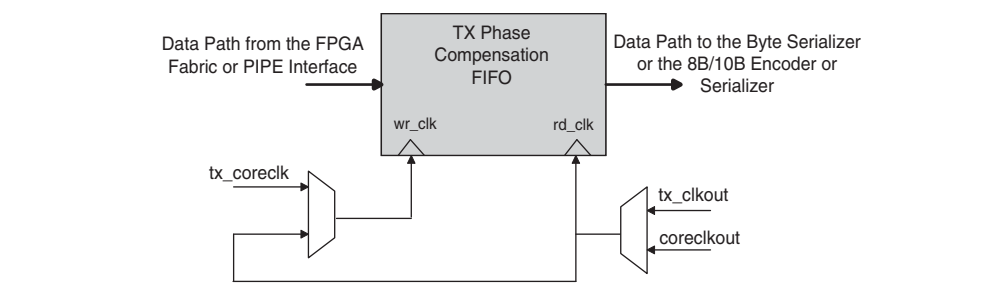 TX Phase
Compensation
FIFO
Data Path from the FPGA
Fabric or PIPE Interface
Data Path to the Byte Serializer
or the 8B/10B Encoder or
Serializer
wr_clk
rd_clk
tx_coreclk
tx_clkout
coreclkout